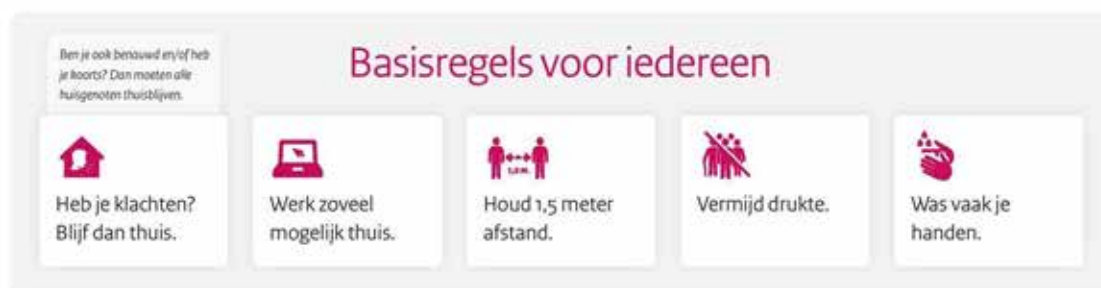 Ben je ook benauwd en/of heb
je koorts? Dan moeten alle
huisgenoten thuisblijven.
Basisregels voor iedereen
Heb je klachten?
Blijf dan thuis.
Werk zoveel
mogelijk thuis.
1,5 M.
Houd 1,5 meter
afstand.
Vermijd drukte.
Was vaak je
handen.